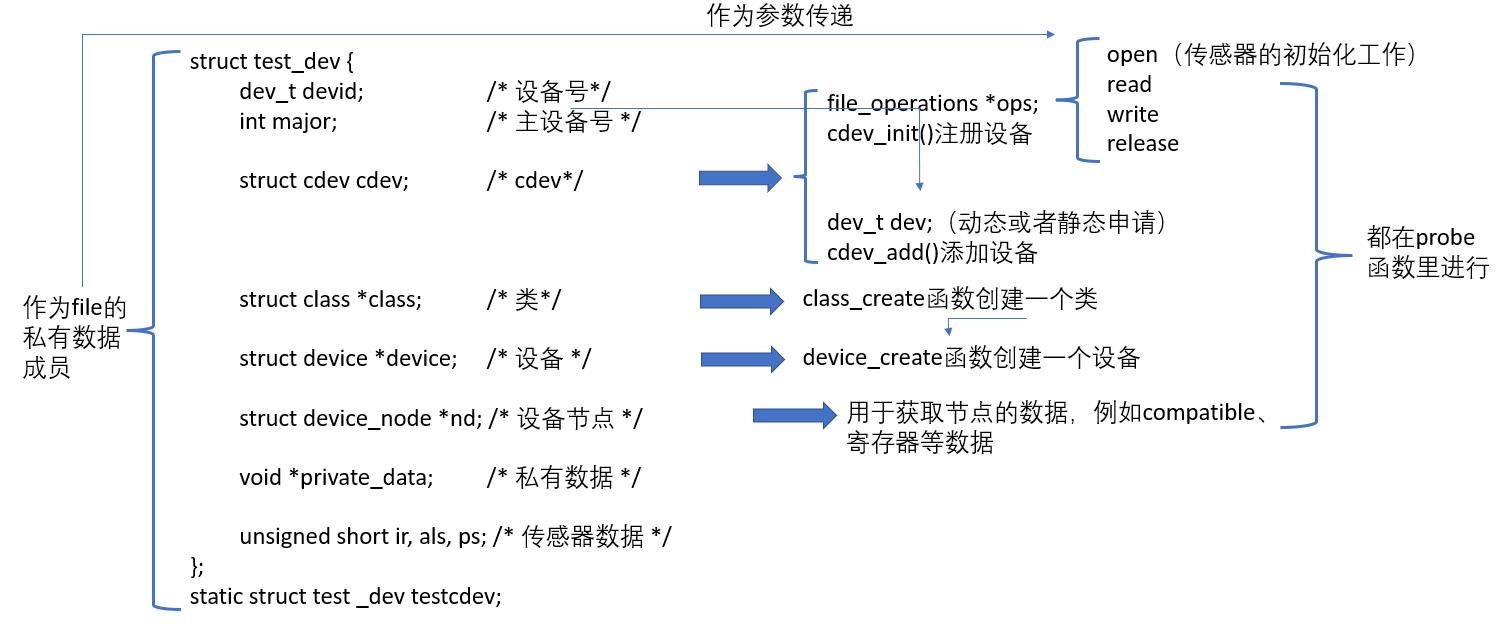 作为参数传递
struct test_dev {
dev_t devid; /* 设备号*/
int major; /* 主设备号 */
struct cdev cdev; /* cdev*/
struct class *class; /* 类*/
struct device *device; /* 设备 */
struct device_node *nd; /* 设备节点 */
void *private_data; /* 私有数据 */
unsigned short ir, als, ps; /* 传感器数据 */
};
static struct test _dev testcdev;
作为file的
私有数据
成员
file_operations *ops;
cdev_init()注册设备
dev_t dev;（动态或者静态申请）
cdev_add()添加设备
class_create函数创建一个类
device_create函数创建一个设备
用于获取节点的数据，例如compatible、
寄存器等数据
open（传感器的初始化工作）
read
write
release
都在probe
函数里进行